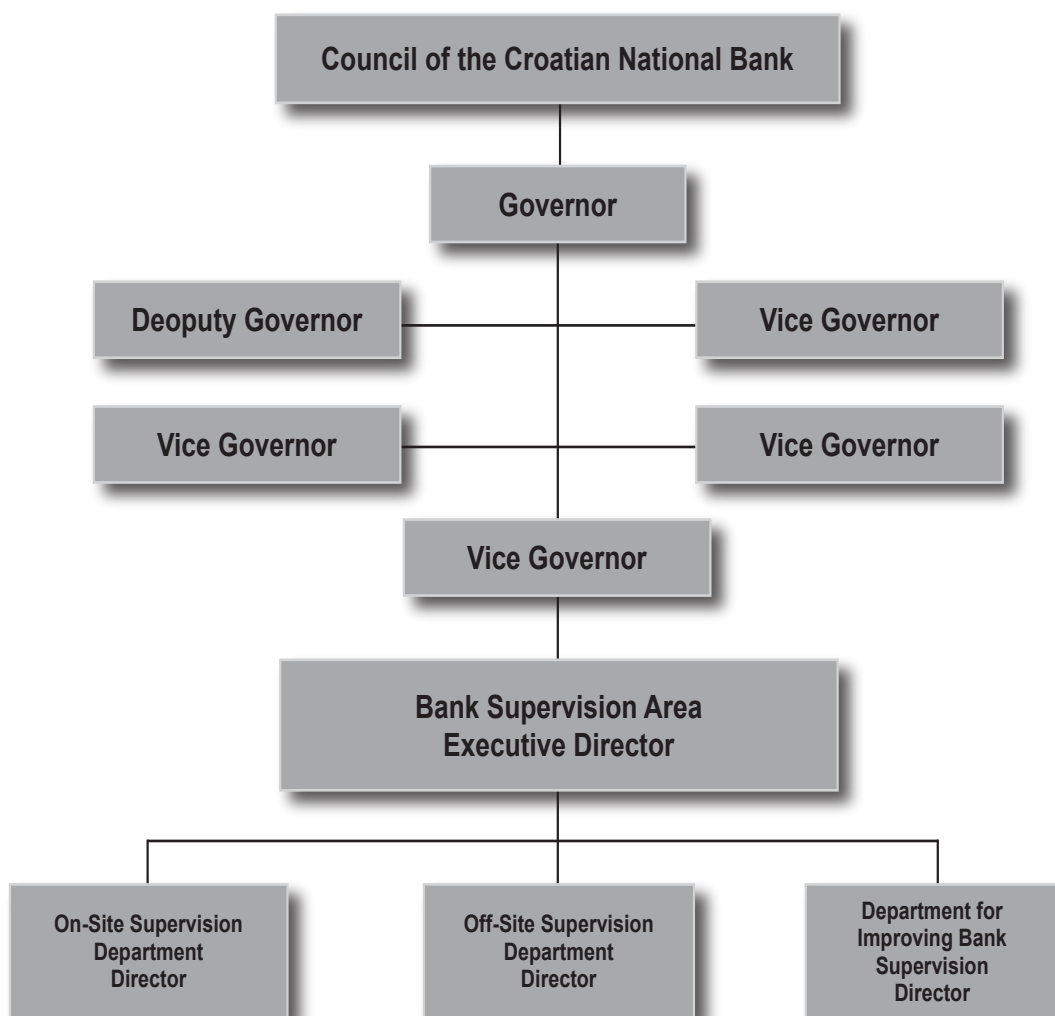 Council of the Croatian National Bank
Governor
Deoputy Governor
Vice Governor
Vice Governor
Vice Governor
Vice Governor
Bank Supervision Area
Executive Director
On-Site Supervision
Department
Director
Off-Site Supervision
Department
Director
Department for
Improving Bank
Supervision
Director